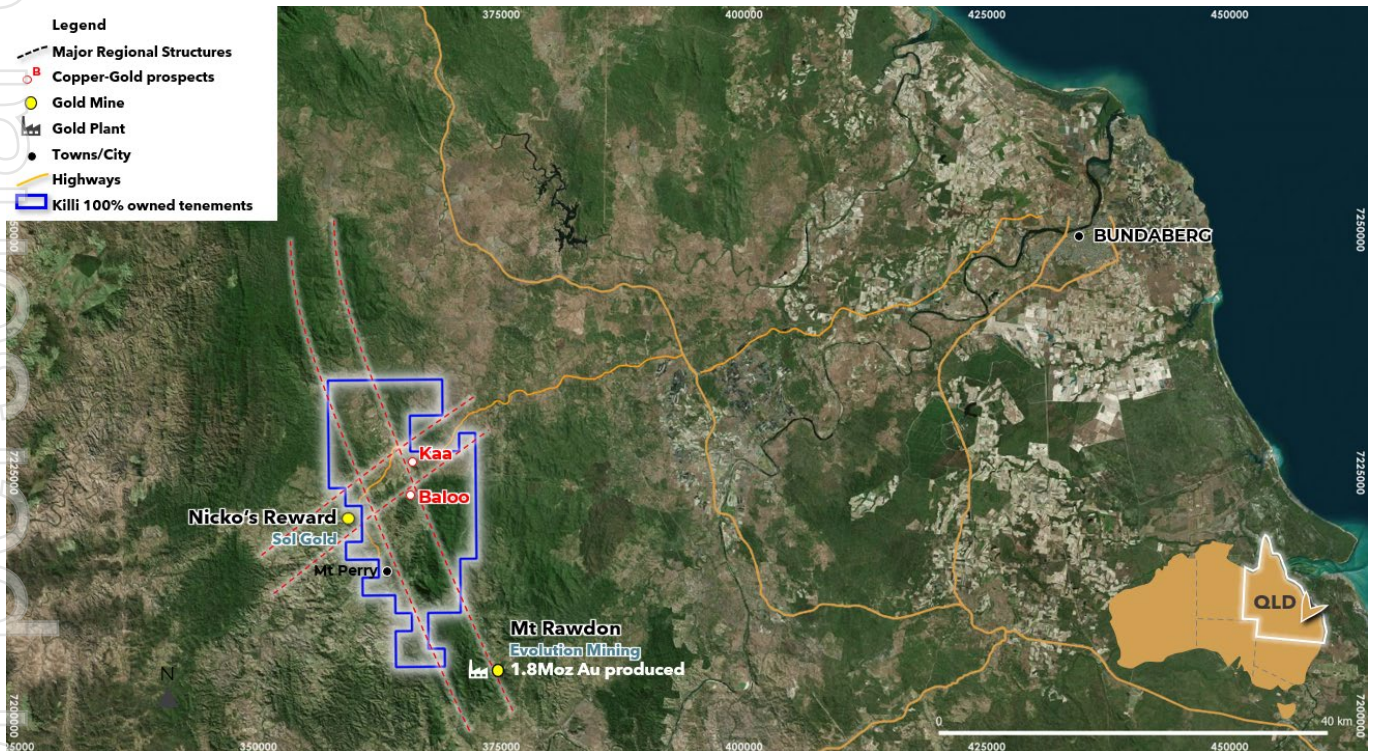 Legend
Major Regional Structures
B
Copper-Gold prospects
Gold Mine
Gold Plant
Towns/City
Highways
Killi 100% owned tenements
375000
400000
425000
450000
7250000
BUNDABERG
Kaa
Baloo
7225000
7225000
Nicko's Reward
Sol Gold
Mt Perry
Mt Rawdon
Evolution Mining
1.8Moz Au produced
QLD
N
7200000
7200000
0
40 km
350000
375000
400000
425000
450000